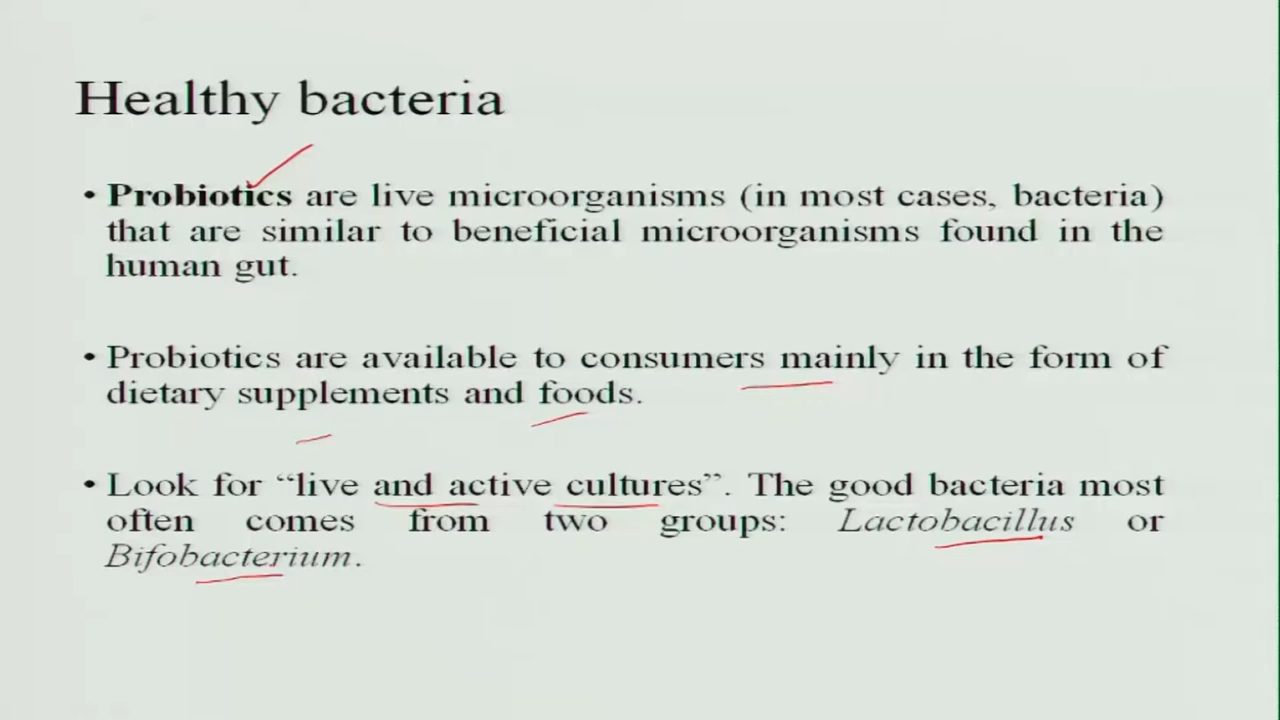 Healthy bacteria
• Probiotics are live microorganisms (in most cases, bacteria)
that are similar to beneficial microorganisms found in the
human gut.
• Probiotics are available to consumers mainly in the form of
dietary supplements and foods.
• Look for “live and active cultures”. The good bacteria most
often comes from two groups: Lactobacillus or
Bifobacterium.